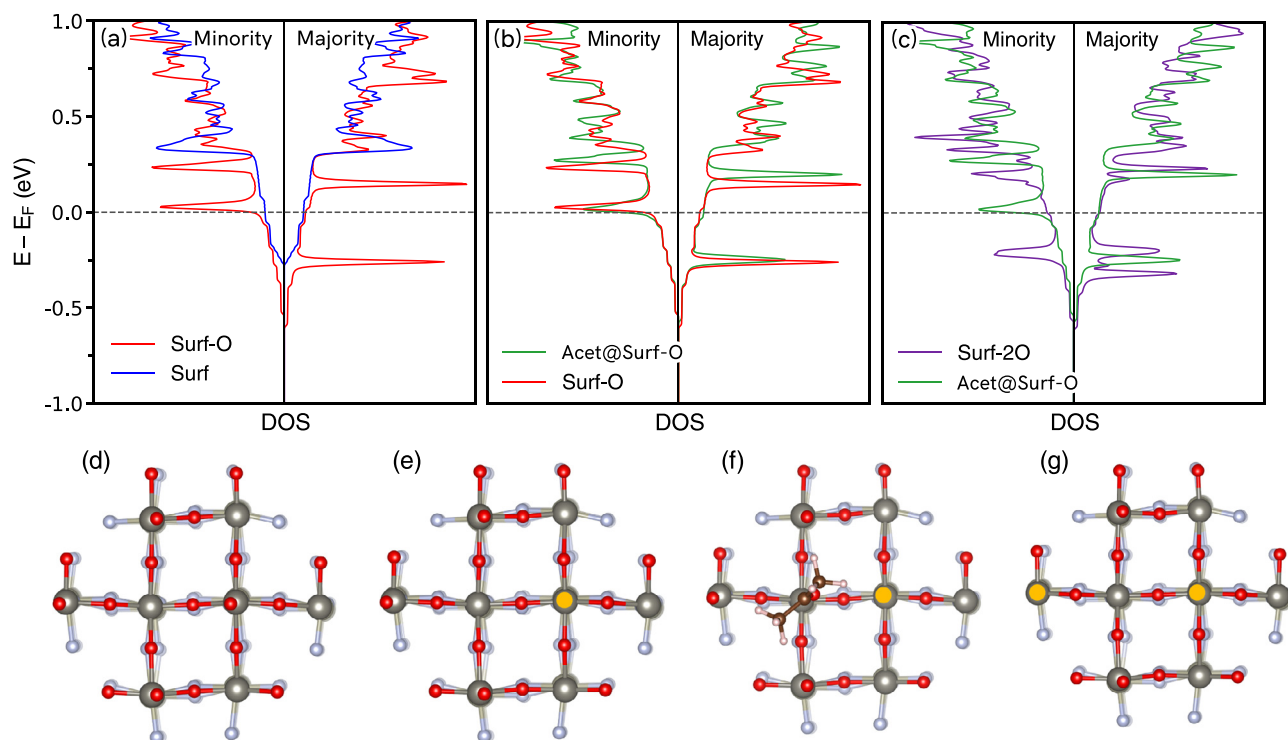 (a) Minority Majority
(b) Minority Majority
(c) Minority Majority
1.0
0.5
0.0
-0.5
-1.0
E − E_F (eV)
Surf-O
Surf
Acet@Surf-O
Surf-O
Surf-2O
Acet@Surf-O
DOS
DOS
DOS
(d)
(e)
(f)
(g)